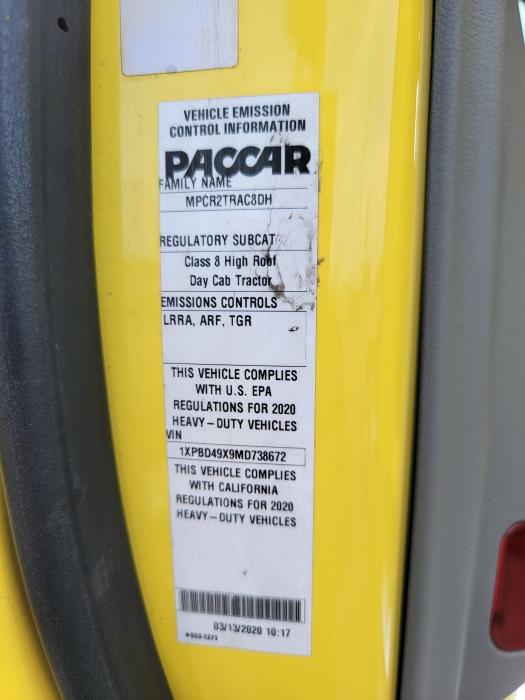 VEHICLE EMISSION
CONTROL INFORMATION
PACCAR
FAMILY NAME
MPCR2TRAC8DH
REGULATORY SUBCAT
Class 8 High Roof
Day Cab Tractor
EMISSIONS CONTROLS
LRRA, ARF, TGR
THIS VEHICLE COMPLIES
WITH U.S. EPA
REGULATIONS FOR 2020
HEAVY-DUTY VEHICLES
VIN
1XPBD49X9MD738672
THIS VEHICLE COMPLIES
WITH CALIFORNIA
REGULATIONS FOR 2020
HEAVY-DUTY VEHICLES
03/13/2020 10:17